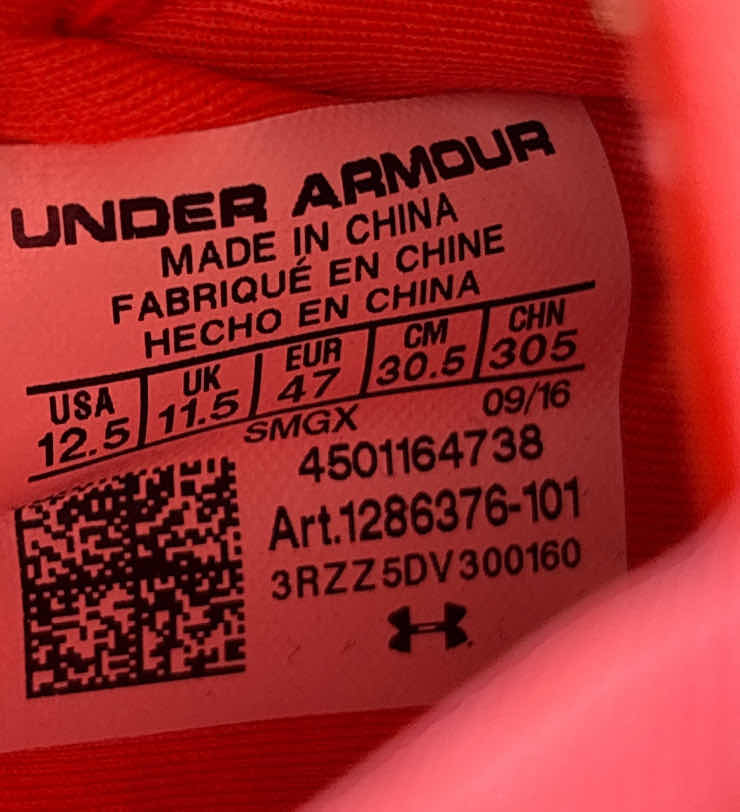 UNDER ARMOUR
MADE IN CHINA
FABRIQUÉ EN CHINE
HECHO EN CHINA
USA UK EUR CM CHN
12.5 11.5 47 30.5 305
SMGX 09/16
4501164738
Art.1286376-101
3RZZ5DV300160